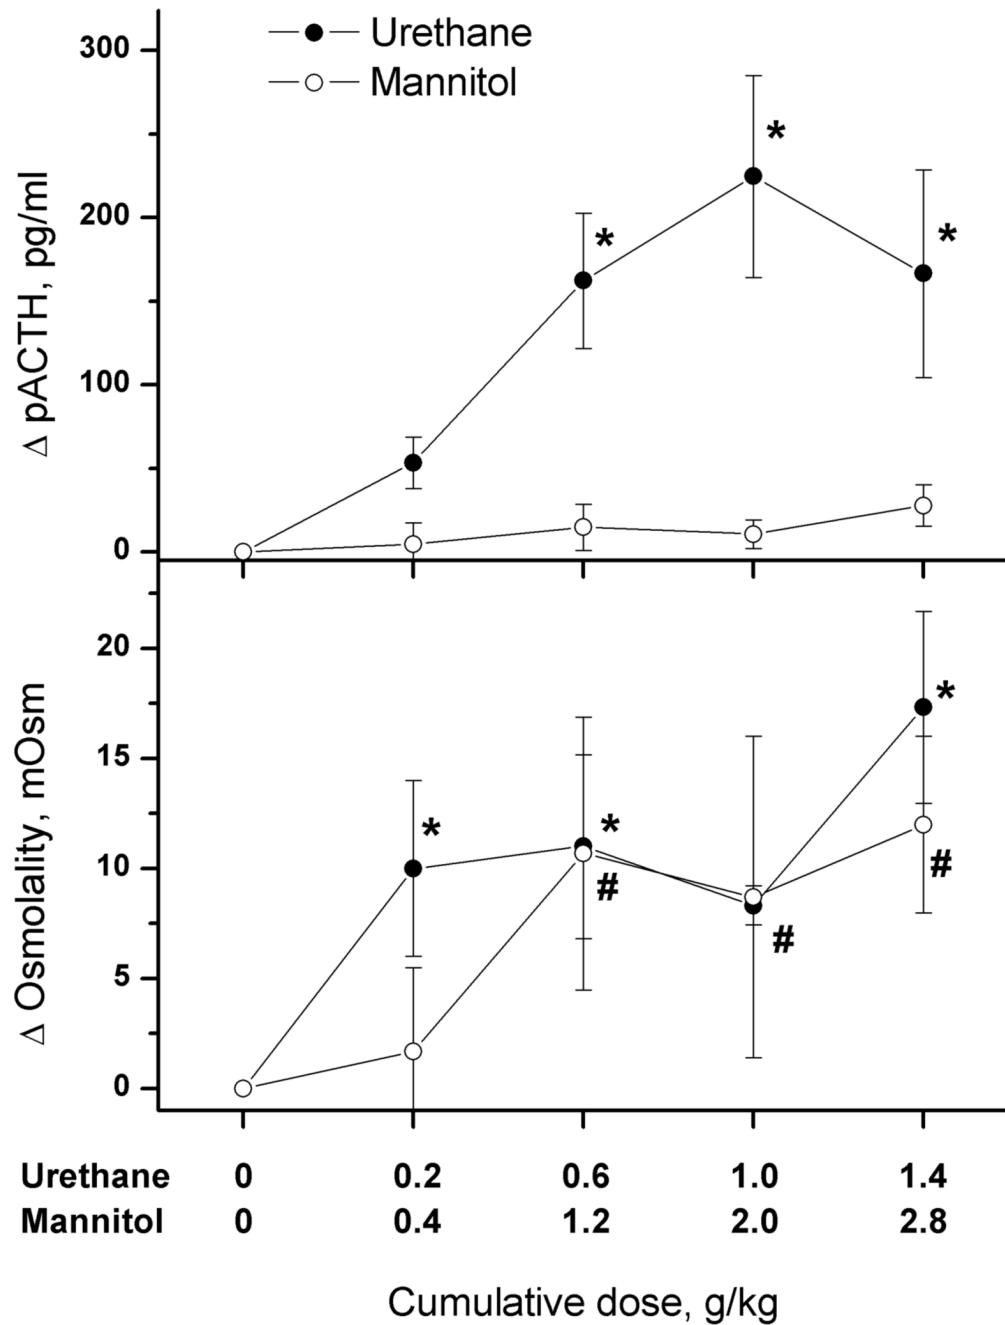 Urethane
Mannitol
300
200
100
0
Δ pACTH, pg/ml
*
*
*
20
15
10
5
0
Δ Osmolality, mOsm
*
*
*
#
#
#
Urethane 0 0.2 0.6 1.0 1.4
Mannitol 0 0.4 1.2 2.0 2.8
Cumulative dose, g/kg